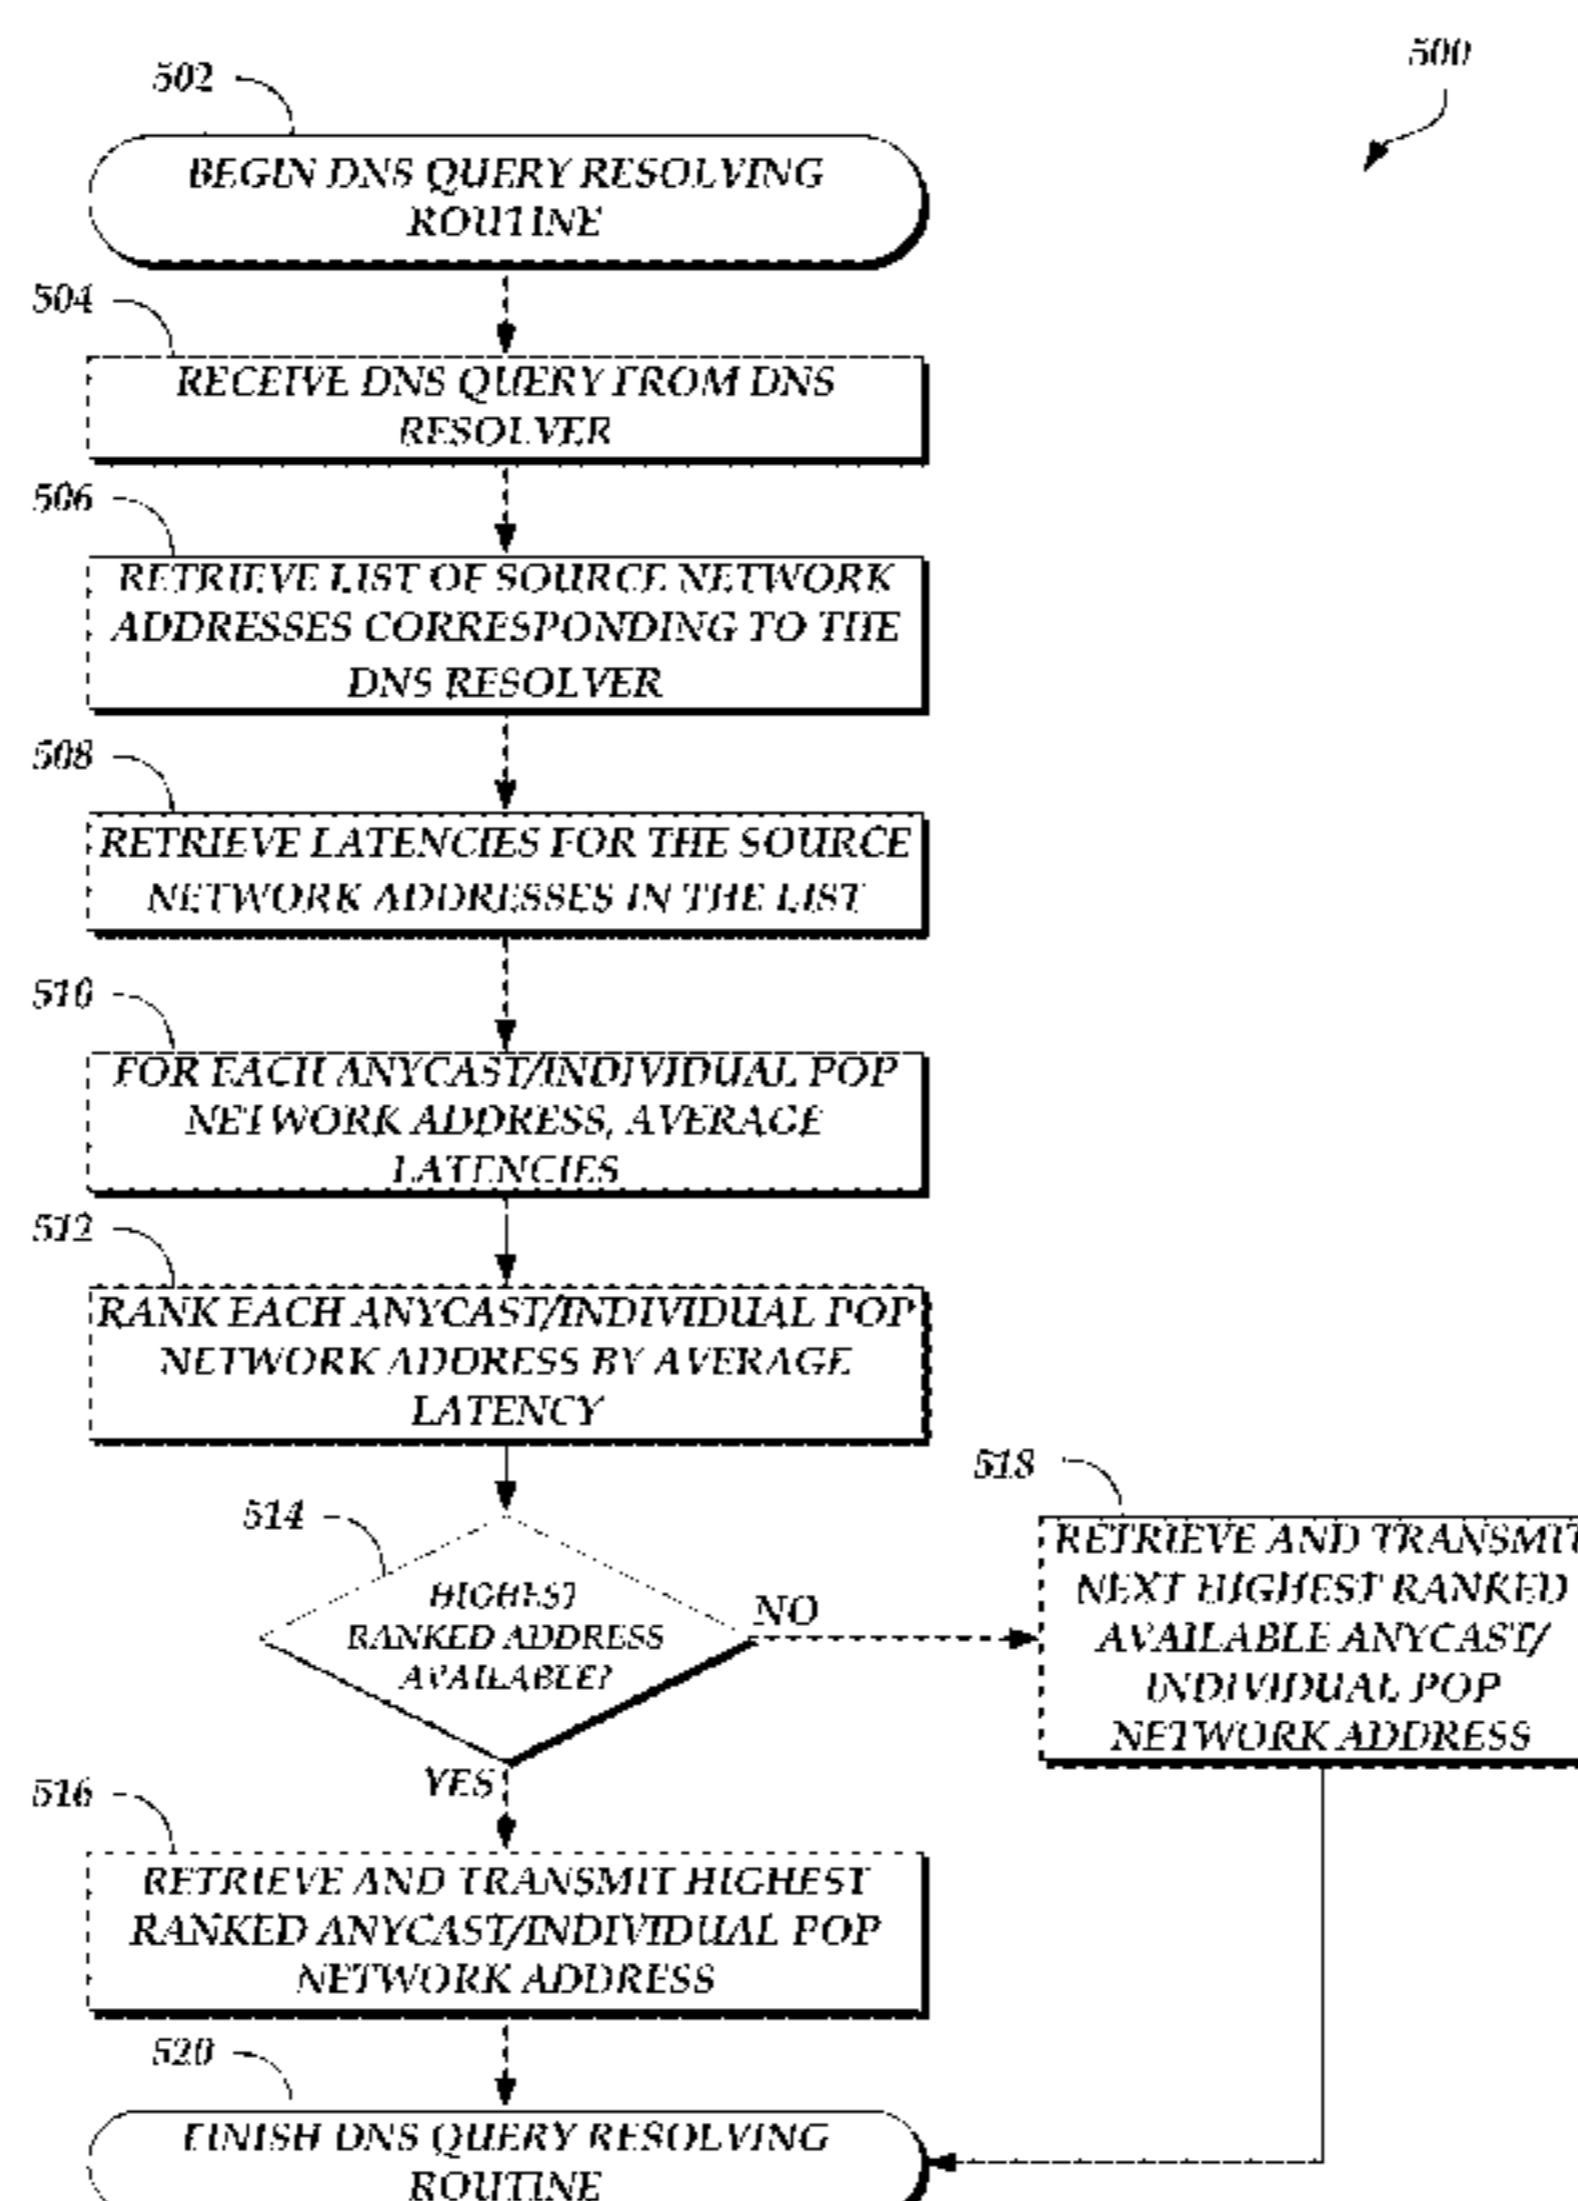 500
502
BEGIN DNS QUERY RESOLVING
ROUTINE
504
RECEIVE DNS QUERY FROM DNS
RESOLVER
506
RETRIEVE LIST OF SOURCE NETWORK
ADDRESSES CORRESPONDING TO THE
DNS RESOLVER
508
RETRIEVE LATENCIES FOR THE SOURCE
NETWORK ADDRESSES IN THE LIST
510
FOR EACH ANYCAST/INDIVIDUAL POP
NETWORK ADDRESS, AVERAGE
LATENCIES
512
RANK EACH ANYCAST/INDIVIDUAL POP
NETWORK ADDRESS BY AVERAGE
LATENCY
514
HIGHEST
RANKED ADDRESS
AVAILABLE?
NO
YES
518
RETRIEVE AND TRANSMIT
NEXT HIGHEST RANKED
AVAILABLE ANYCAST/
INDIVIDUAL POP
NETWORK ADDRESS
516
RETRIEVE AND TRANSMIT HIGHEST
RANKED ANYCAST/INDIVIDUAL POP
NETWORK ADDRESS
520
FINISH DNS QUERY RESOLVING
ROUTINE